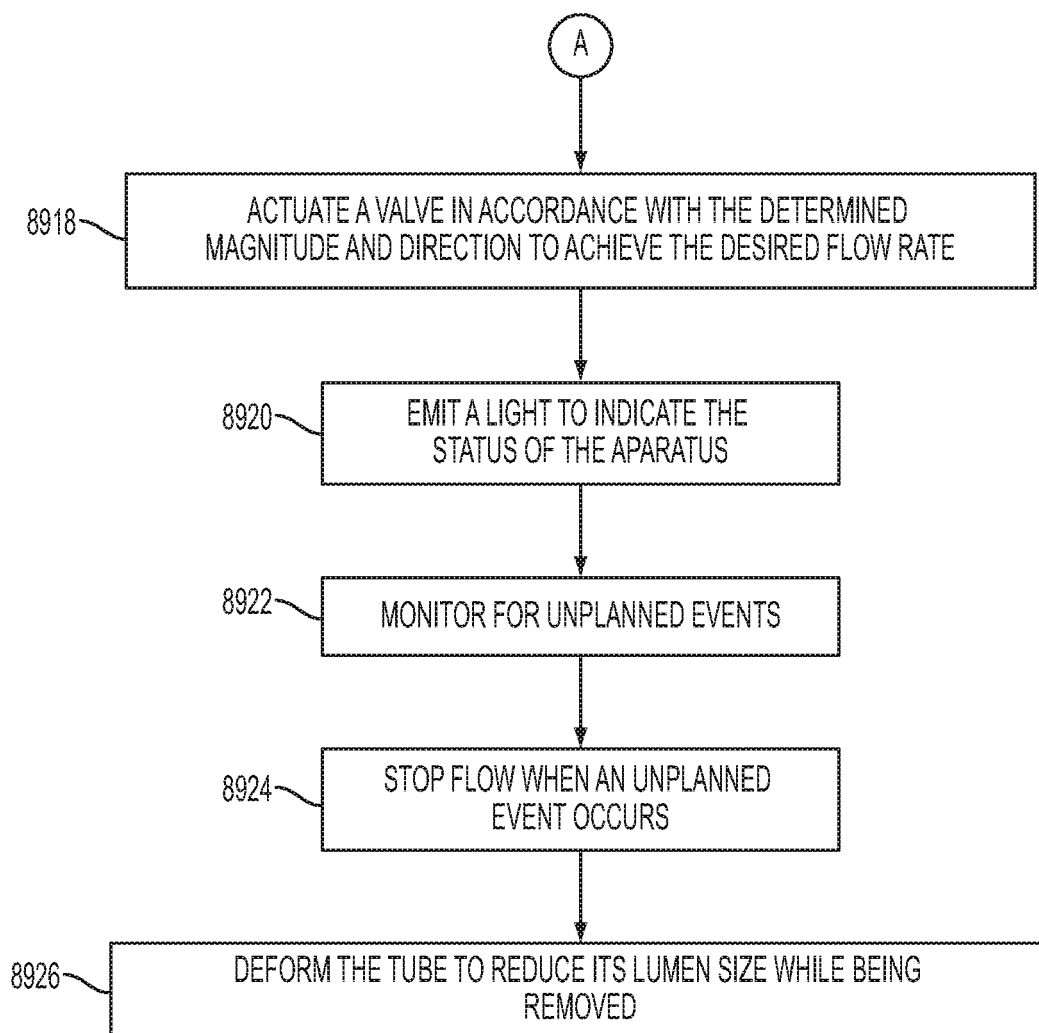 A
8918
ACTUATE A VALVE IN ACCORDANCE WITH THE DETERMINED
MAGNITUDE AND DIRECTION TO ACHIEVE THE DESIRED FLOW RATE
8920
EMIT A LIGHT TO INDICATE THE
STATUS OF THE APARATUS
8922
MONITOR FOR UNPLANNED EVENTS
8924
STOP FLOW WHEN AN UNPLANNED
EVENT OCCURS
8926
DEFORM THE TUBE TO REDUCE ITS LUMEN SIZE WHILE BEING
REMOVED